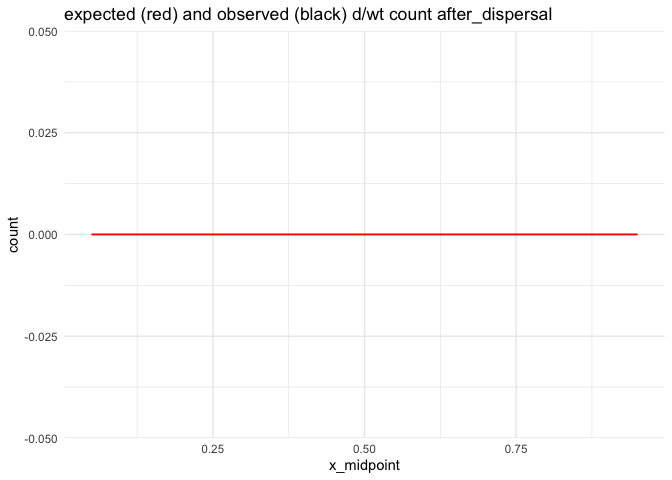 expected (red) and observed (black) d/wt count after_dispersal
0.050
0.025
0.000
-0.025
-0.050
count
0.25 0.50 0.75
x_midpoint